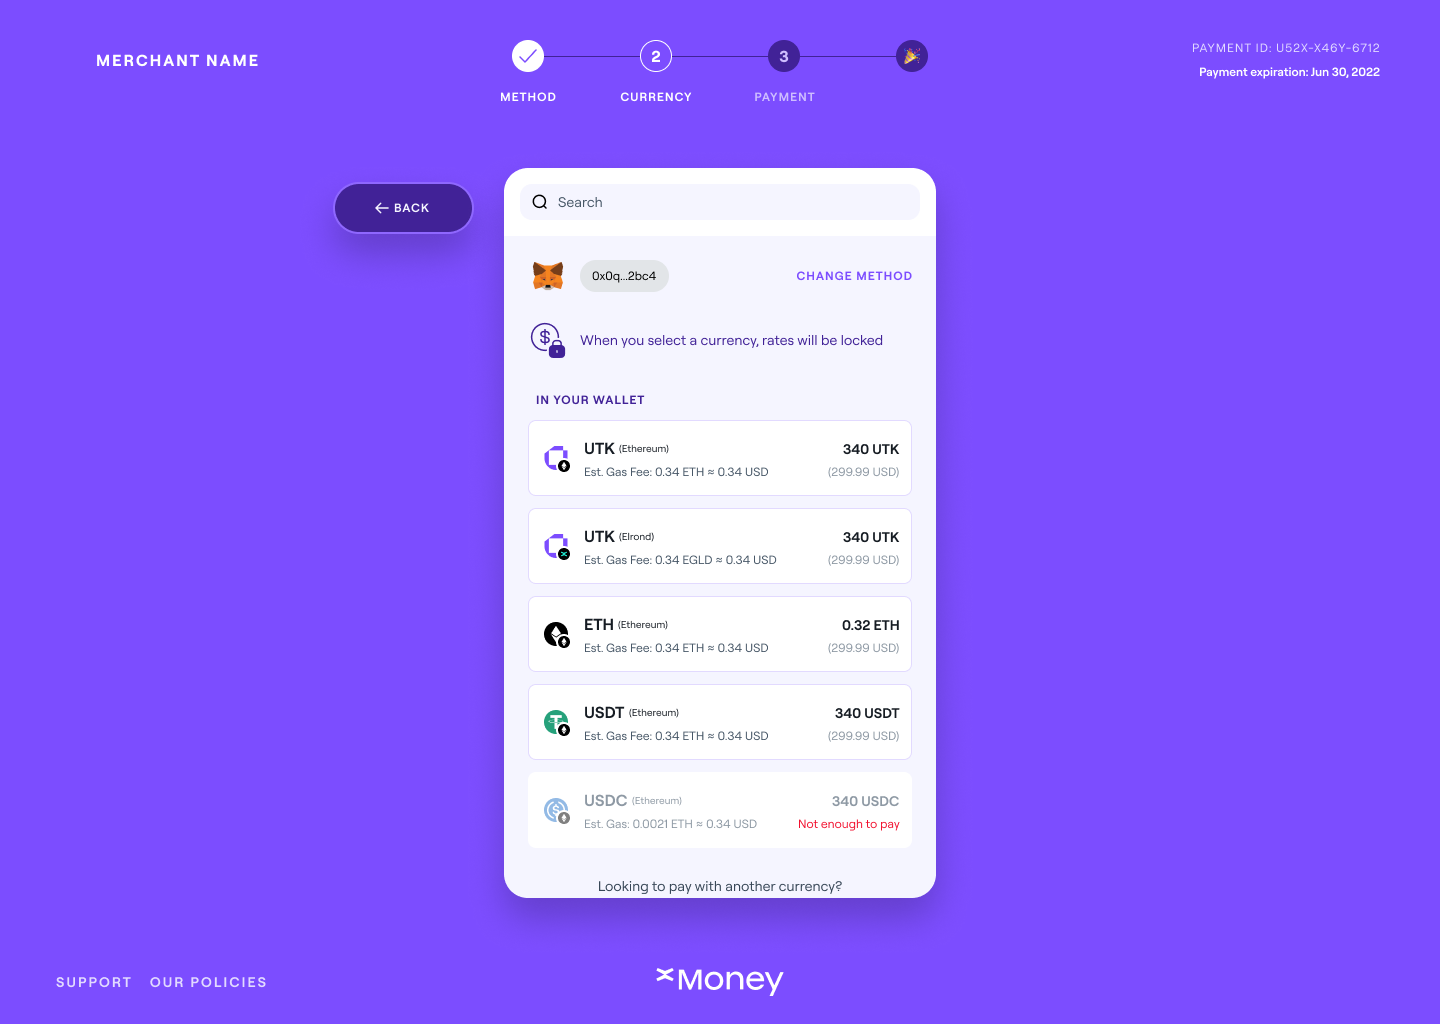 MERCHANT NAME
2
3
METHOD
CURRENCY
PAYMENT
PAYMENT ID: U52X-X46Y-6712
Payment expiration: Jun 30, 2022
BACK
Search
0x0q...2bc4
CHANGE METHOD
$
When you select a currency, rates will be locked
IN YOUR WALLET
UTK (Ethereum)
340 UTK
Est. Gas Fee: 0.34 ETH ≈ 0.34 USD
(299.99 USD)
UTK (Elrond)
340 UTK
Est. Gas Fee: 0.34 EGLD ≈ 0.34 USD
(299.99 USD)
ETH (Ethereum)
0.32 ETH
Est. Gas Fee: 0.34 ETH ≈ 0.34 USD
(299.99 USD)
USDT (Ethereum)
340 USDT
Est. Gas Fee: 0.34 ETH ≈ 0.34 USD
(299.99 USD)
USDC (Ethereum)
340 USDC
Est. Gas: 0.0021 ETH ≈ 0.34 USD
Not enough to pay
Looking to pay with another currency?
SUPPORT
OUR POLICIES
xMoney